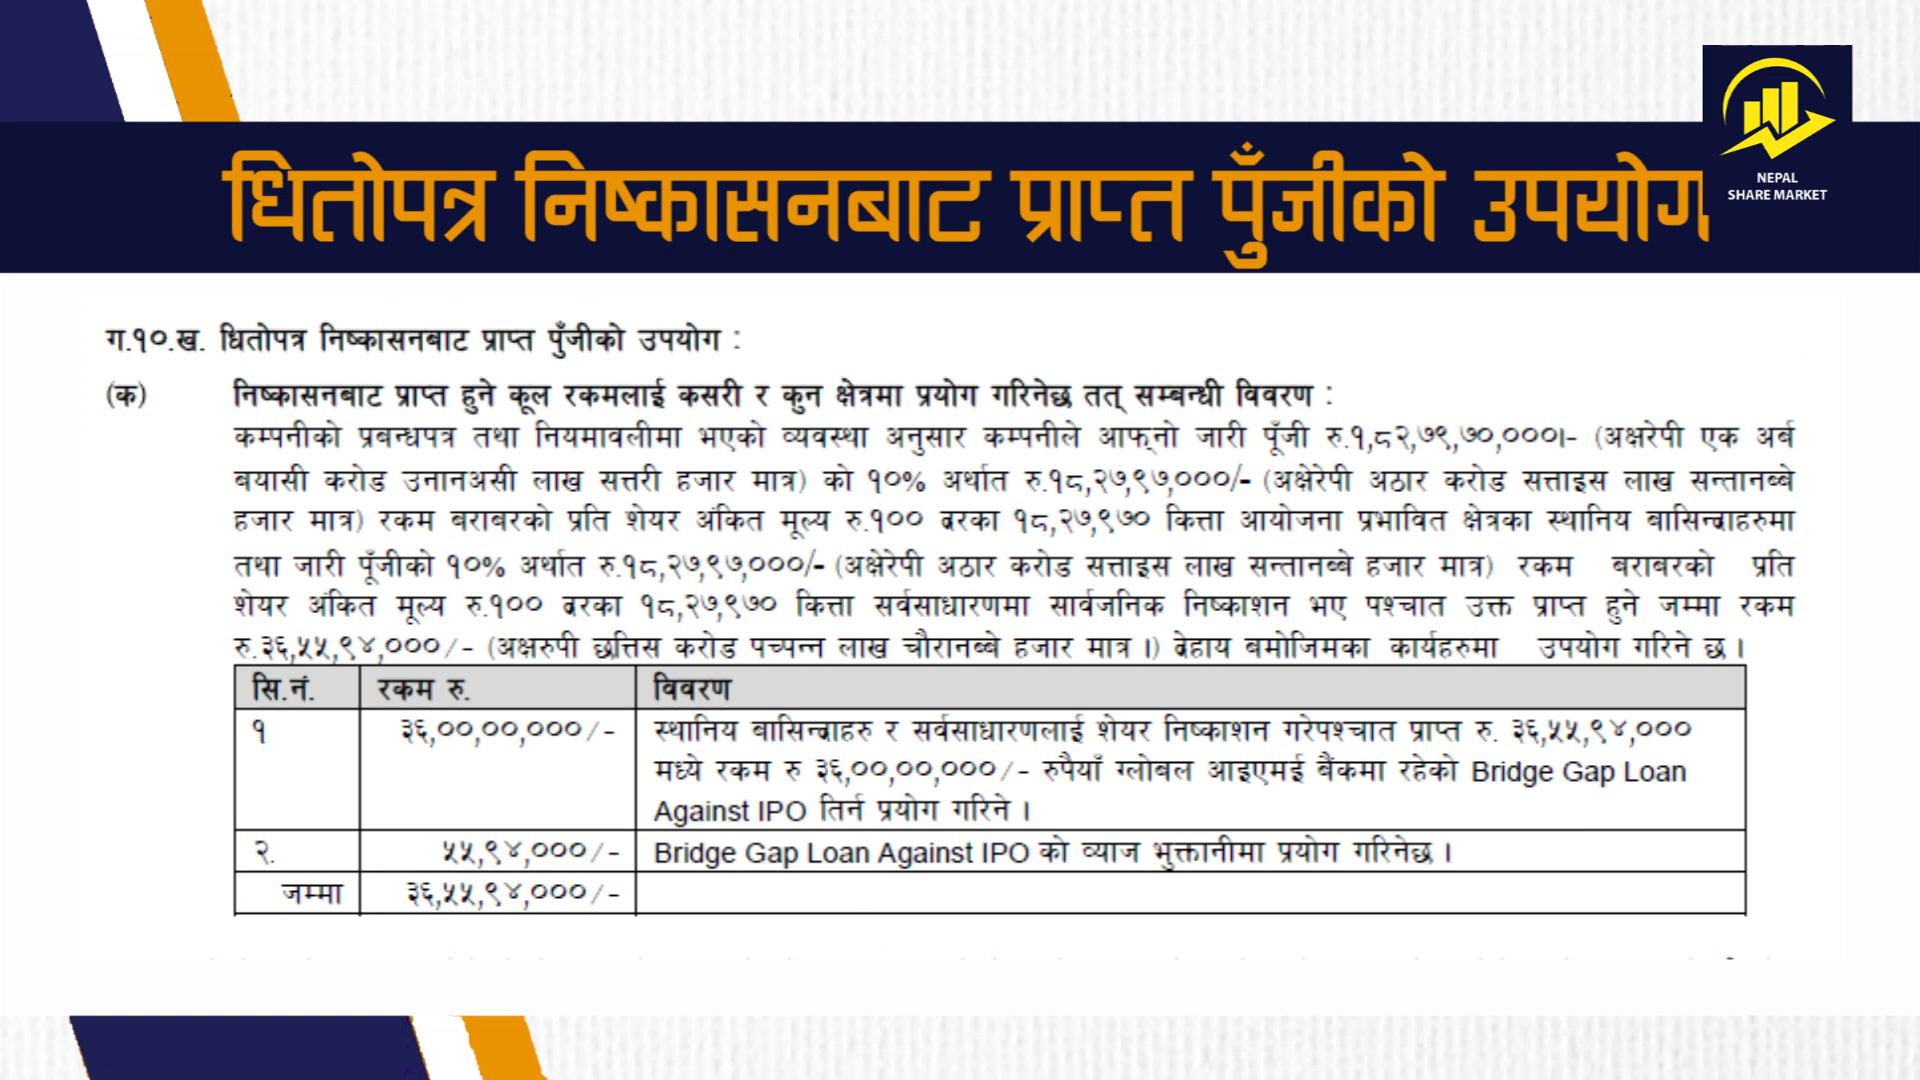 धितोपत्र निष्कासनबाट प्राप्त पुँजीको उपयोग
NEPAL
SHARE MARKET
ग.१०.ख. धितोपत्र निष्कासनबाट प्राप्त पुँजीको उपयोग :
(क) निष्कासनबाट प्राप्त हुने कूल रकमलाई कसरी र कुन क्षेत्रमा प्रयोग गरिनेछ तत् सम्बन्धी विवरण :
कम्पनीको प्रबन्धपत्र तथा नियमावलीमा भएको व्यवस्था अनुसार कम्पनीले आफ्‌नो जारी पूँजी रु.१,८२,७९,७०,०००।- (अक्षरेपी एक अर्ब
बयासी करोड उनानअसी लाख सत्तरी हजार मात्र) को १०% अर्थात रु.१८,२७,९७,०००/- (अक्षेरेपी अठार करोड सत्ताइस लाख सन्तानब्बे
हजार मात्र) रकम बराबरको प्रति शेयर अंकित मूल्य रु.१०० दरका १८,२७,९७० कित्ता आयोजना प्रभावित क्षेत्रका स्थानिय बासिन्दाहरुमा
तथा जारी पूँजीको १०% अर्थात रु.१८,२७,९७,०००/- (अक्षेरेपी अठार करोड सत्ताइस लाख सन्तानब्बे हजार मात्र) रकम बराबरको प्रति
शेयर अंकित मूल्य रु.१०० दरका १८,२७,९७० कित्ता सर्वसाधारणमा सार्वजनिक निष्काशन भए पश्चात उक्त प्राप्त हुने जम्मा रकम
रु.३६,५५,९४,०००/- (अक्षरुपी छत्तिस करोड पच्पन्न लाख चौरानब्बे हजार मात्र ।) देहाय बमोजिमका कार्यहरुमा उपयोग गरिने छ ।
सि.नं. रकम रु. विवरण
१ ३६,००,००,०००/- स्थानिय बासिन्दाहरु र सर्वसाधारणलाई शेयर निष्काशन गरेपश्चात प्राप्त रु. ३६,५५,९४,०००
मध्ये रकम रु ३६,००,००,०००/- रुपैयाँ ग्लोबल आइएमई बैंकमा रहेको Bridge Gap Loan
Against IPO तिर्न प्रयोग गरिने ।
२. ५५,९४,०००/- Bridge Gap Loan Against IPO को व्याज भुक्तानीमा प्रयोग गरिनेछ ।
जम्मा ३६,५५,९४,०००/-